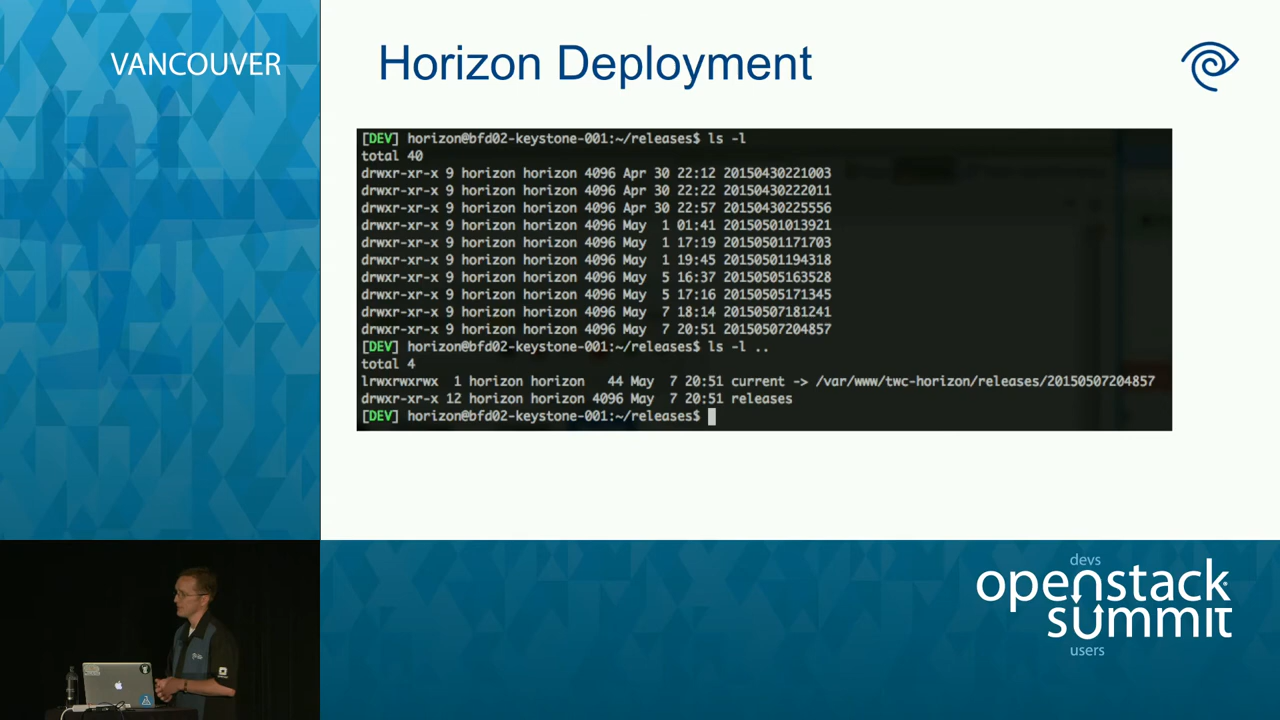 VANCOUVER
Horizon Deployment
[DEV] horizon@bfd02-keystone-001:~/releases$ ls -l
total 40
drwxr-xr-x 9 horizon horizon 4096 Apr 30 22:12 20150430221003
drwxr-xr-x 9 horizon horizon 4096 Apr 30 22:22 20150430222011
drwxr-xr-x 9 horizon horizon 4096 Apr 30 22:57 20150430225556
drwxr-xr-x 9 horizon horizon 4096 May  1 01:41 20150501013921
drwxr-xr-x 9 horizon horizon 4096 May  1 17:19 20150501171703
drwxr-xr-x 9 horizon horizon 4096 May  1 19:45 20150501194318
drwxr-xr-x 9 horizon horizon 4096 May  5 16:37 20150505163528
drwxr-xr-x 9 horizon horizon 4096 May  5 17:16 20150505171345
drwxr-xr-x 9 horizon horizon 4096 May  7 18:14 20150507181241
drwxr-xr-x 9 horizon horizon 4096 May  7 20:51 20150507204857
[DEV] horizon@bfd02-keystone-001:~/releases$ ls -l ..
total 4
lrwxrwxrwx  1 horizon horizon   44 May  7 20:51 current -> /var/www/twc-horizon/releases/20150507204857
drwxr-xr-x 12 horizon horizon 4096 May  7 20:51 releases
[DEV] horizon@bfd02-keystone-001:~/releases$
devs
openstack
summit
users